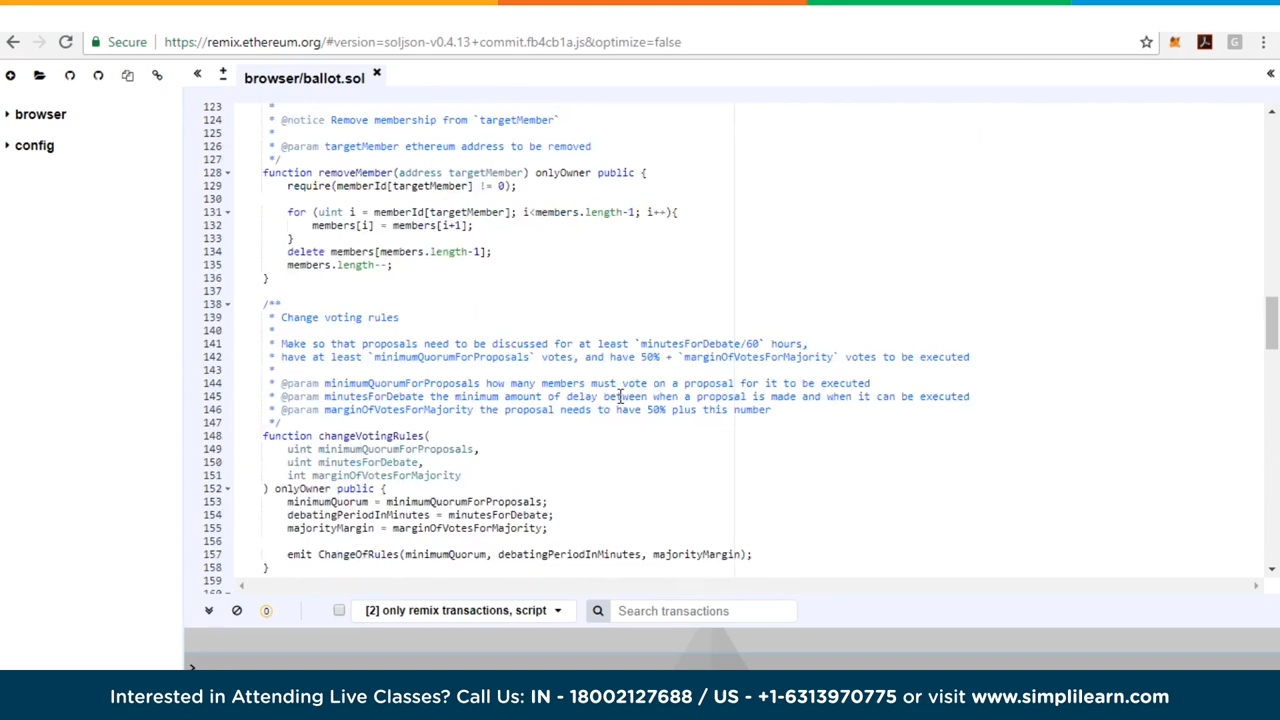 Secure https://remix.ethereum.org/#version=soljson-v0.4.13+commit.fb4cb1a.js&optimize=false
browser/ballot.sol
browser
config
123 *
124 * @notice Remove membership from `targetMember`
125 *
126 * @param targetMember ethereum address to be removed
127 */
128 function removeMember(address targetMember) onlyOwner public {
129 require(memberId[targetMember] != 0);
130
131 for (uint i = memberId[targetMember]; i<members.length-1; i++){
132 members[i] = members[i+1];
133 }
134 delete members[members.length-1];
135 members.length--;
136 }
137
138 /**
139 * Change voting rules
140 *
141 * Make so that proposals need to be discussed for at least `minutesForDebate/60` hours,
142 * have at least `minimumQuorumForProposals` votes, and have 50% + `marginOfVotesForMajority` votes to be executed
143 *
144 * @param minimumQuorumForProposals how many members must vote on a proposal for it to be executed
145 * @param minutesForDebate the minimum amount of delay between when a proposal is made and when it can be executed
146 * @param marginOfVotesForMajority the proposal needs to have 50% plus this number
147 */
148 function changeVotingRules(
149 uint minimumQuorumForProposals,
150 uint minutesForDebate,
151 int marginOfVotesForMajority
152 ) onlyOwner public {
153 minimumQuorum = minimumQuorumForProposals;
154 debatingPeriodInMinutes = minutesForDebate;
155 majorityMargin = marginOfVotesForMajority;
156
157 emit ChangeOfRules(minimumQuorum, debatingPeriodInMinutes, majorityMargin);
158 }
159
160
0 [2] only remix transactions, script Search transactions
>
Interested in Attending Live Classes? Call Us: IN - 18002127688 / US - +1-6313970775 or visit www.simplilearn.com